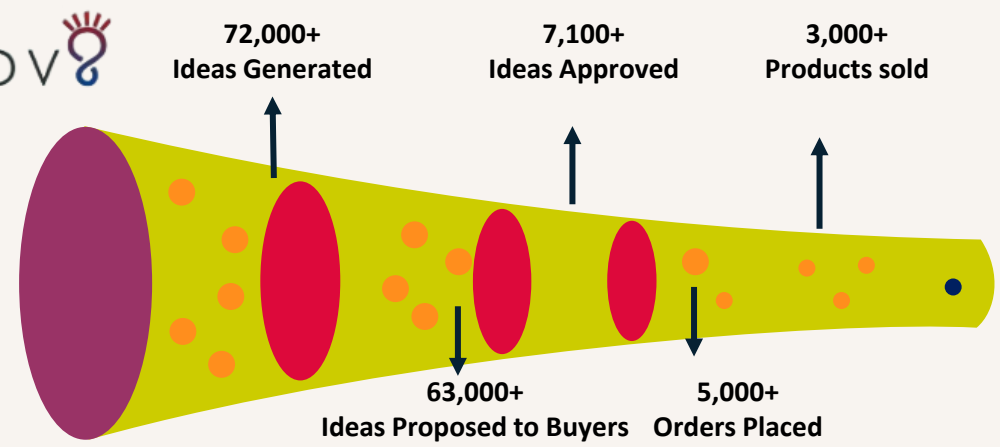 72,000+
Ideas Generated
7,100+
Ideas Approved
3,000+
Products sold
63,000+
Ideas Proposed to Buyers
5,000+
Orders Placed